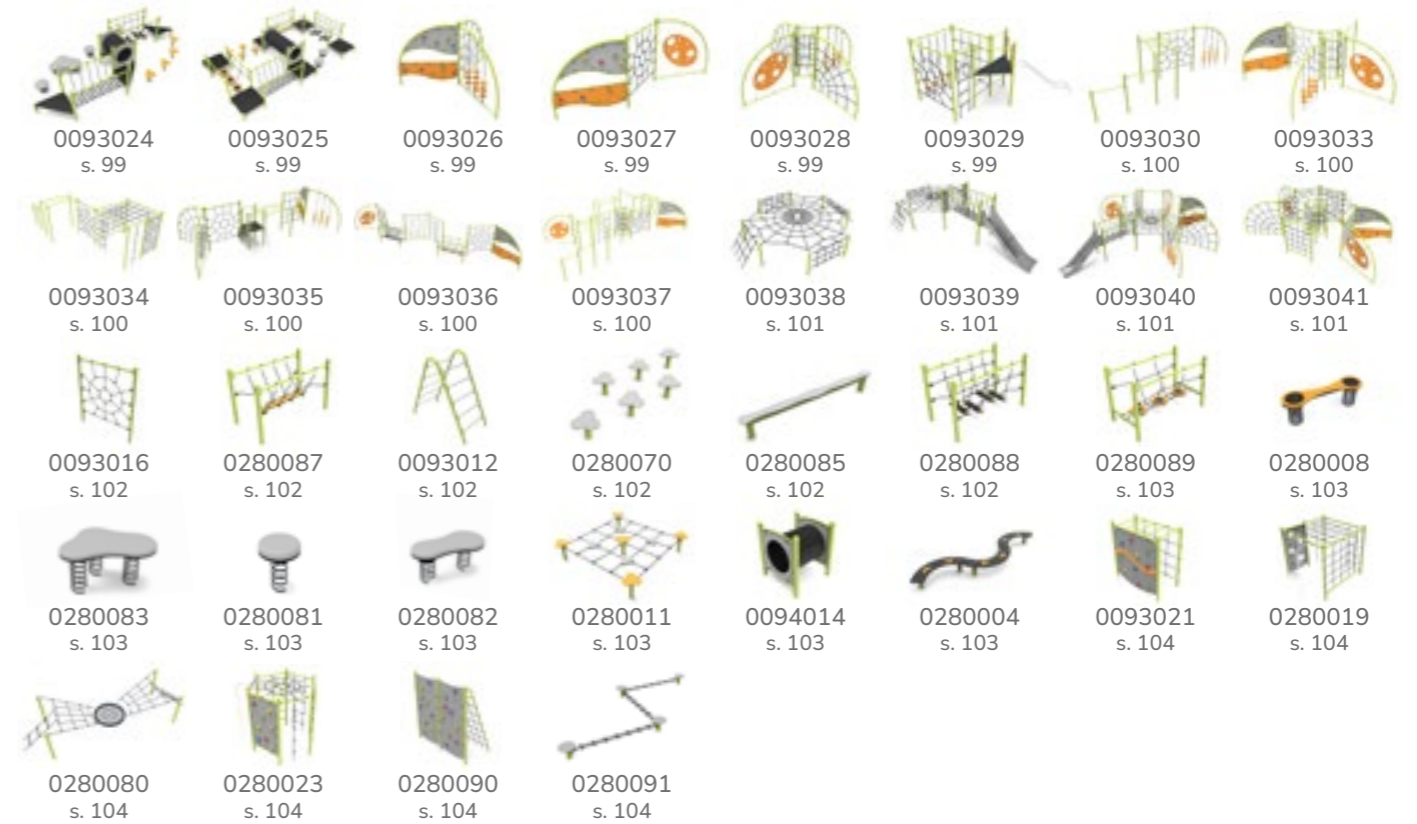 0093024 0093025 0093026 0093027 0093028 0093029 0093030 0093033
s. 99 s. 99 s. 99 s. 99 s. 99 s. 99 s. 100 s. 100
0093034 0093035 0093036 0093037 0093038 0093039 0093040 0093041
s. 100 s. 100 s. 100 s. 100 s. 101 s. 101 s. 101 s. 101
0093016 0280087 0093012 0280070 0280085 0280088 0280089 0280008
s. 102 s. 102 s. 102 s. 102 s. 102 s. 102 s. 103 s. 103
0280083 0280081 0280082 0280011 0094014 0280004 0093021 0280019
s. 103 s. 103 s. 103 s. 103 s. 103 s. 103 s. 104 s. 104
0280080 0280023 0280090 0280091
s. 104 s. 104 s. 104 s. 104